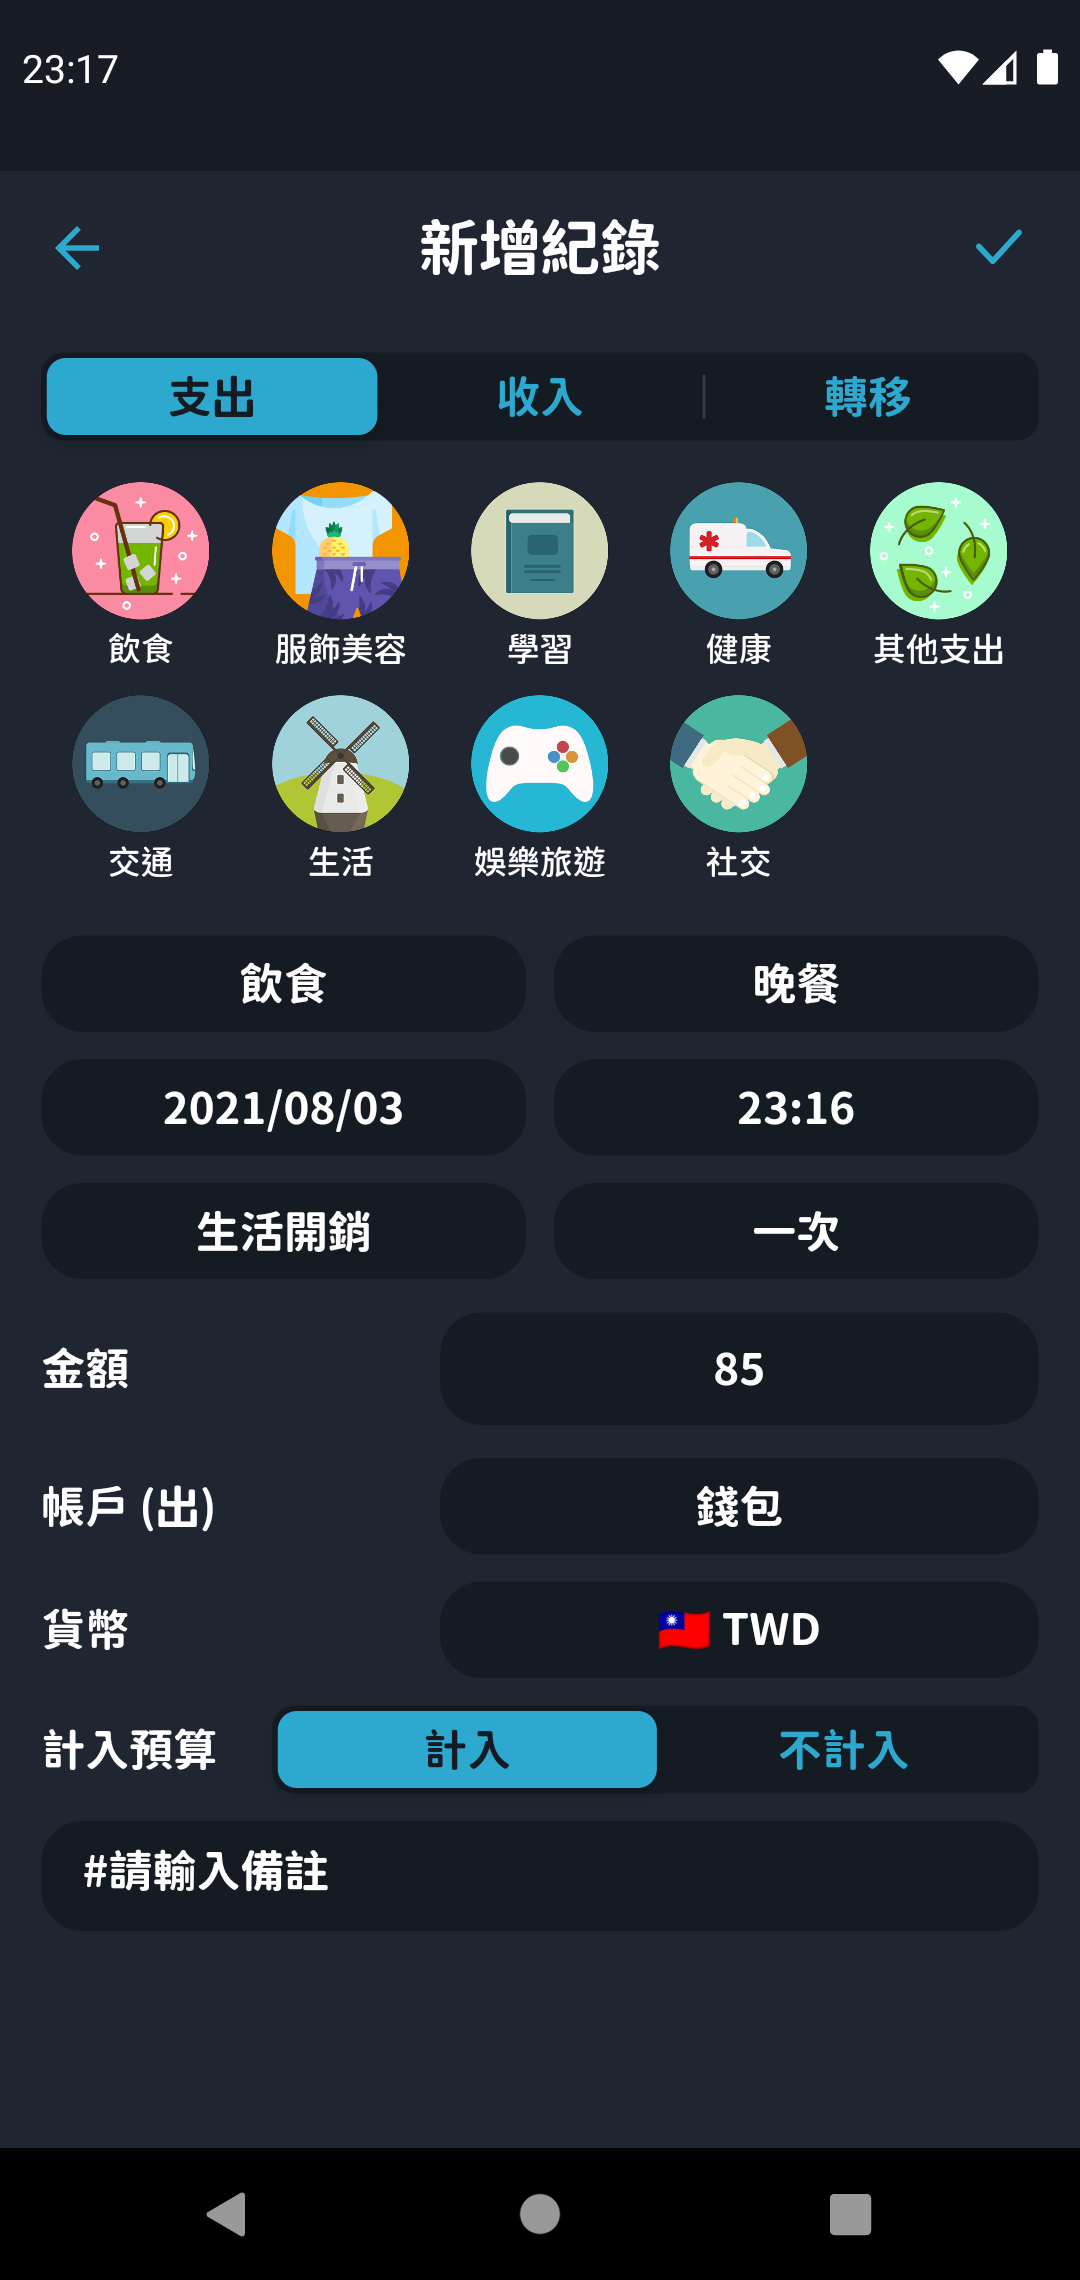 23:17
新增紀錄
支出 收入 轉移
飲食 服飾美容 學習 健康 其他支出
交通 生活 娛樂旅遊 社交
飲食 晚餐
2021/08/03 23:16
生活開銷 一次
金額 85
帳戶 (出) 錢包
貨幣 🇹🇼 TWD
計入預算 計入 不計入
#請輸入備註